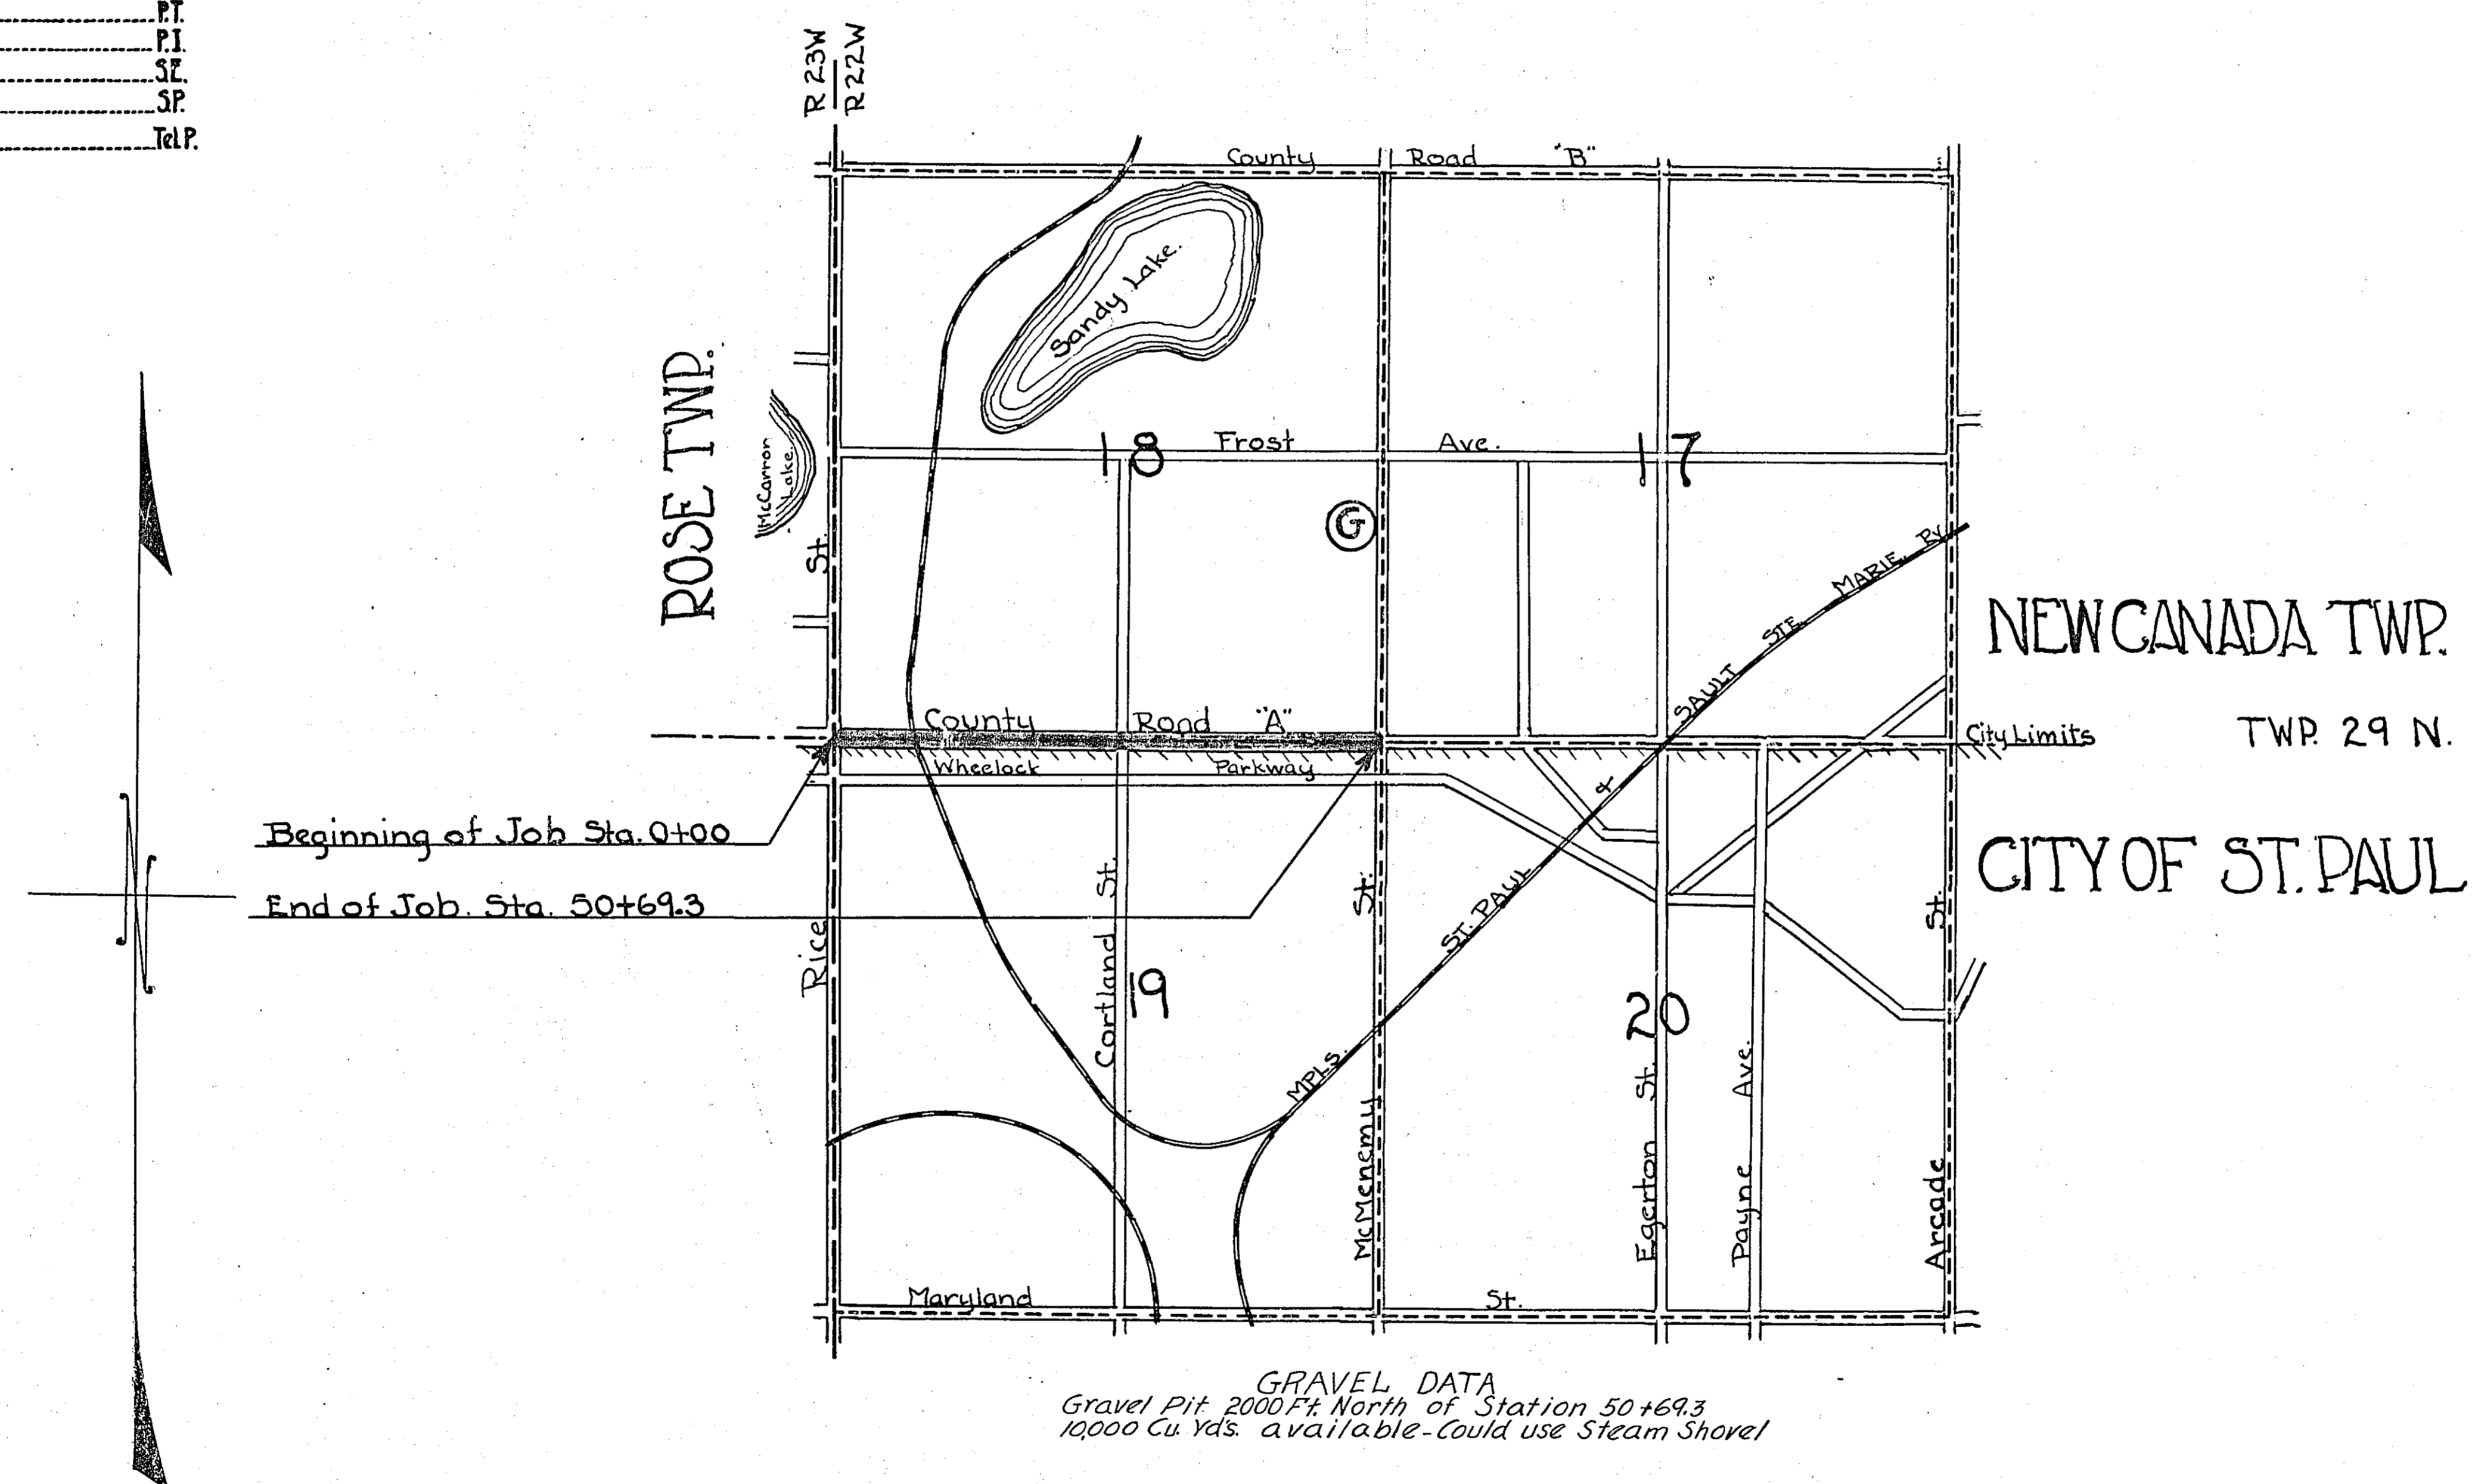 P.T.
P.I.
S.E.
S.P.
Tel.P.
R 23W
R 22W
County Road "B"
Sandy Lake.
ROSE TWP.
McCarron
Lake.
18 Frost Ave. 17
G
St.
MPLS. ST. PAUL & SAULT STE. MARIE Ry.
NEW CANADA TWP.
County Road "A"
City Limits
TWP. 29 N.
Wheelock Parkway
Beginning of Job Sta. 0+00
CITY OF ST. PAUL
End of Job. Sta. 50+69.3
Rice
Cortland St.
19
McMenemy St.
20
Egerton St.
Payne Ave.
Arcade St.
Maryland St.
GRAVEL DATA
Gravel Pit 2000 Ft. North of Station 50+69.3
10,000 Cu. Yd's. available - Could use Steam Shovel